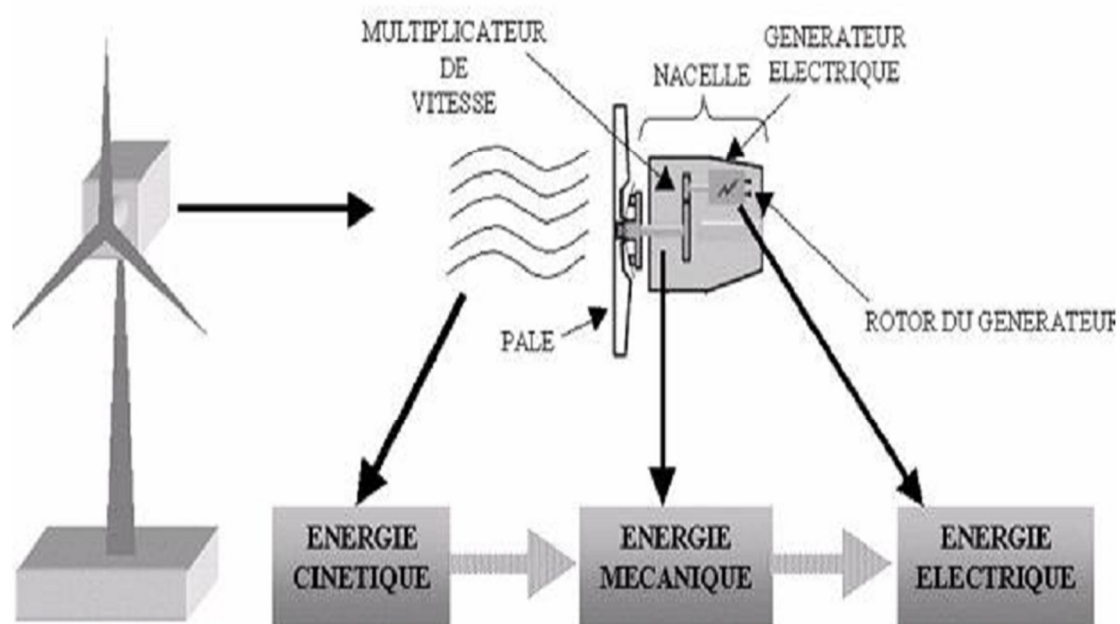 MULTIPLICATEUR
DE
VITESSE
GENERATEUR
ELECTRIQUE
NACELLE
PALE
ROTOR DU GENERATEUR
ENERGIE
CINETIQUE
ENERGIE
MECANIQUE
ENERGIE
ELECTRIQUE